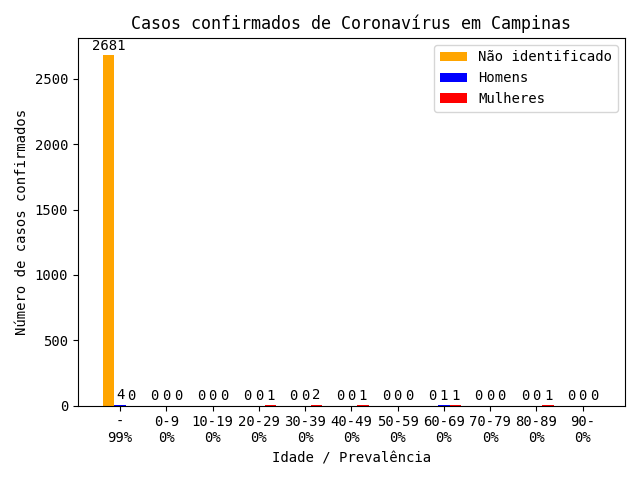 Casos confirmados de Coronavírus em Campinas
2681
Não identificado
Homens
Mulheres
2500
2000
1500
1000
500
0
Número de casos confirmados
4 0 0 0 0 0 0 0 0 0 1 0 0 2 0 0 1 0 0 0 0 1 1 0 0 0 0 0 1 0 0 0
- 0-9 10-19 20-29 30-39 40-49 50-59 60-69 70-79 80-89 90-
99% 0% 0% 0% 0% 0% 0% 0% 0% 0% 0%
Idade / Prevalência